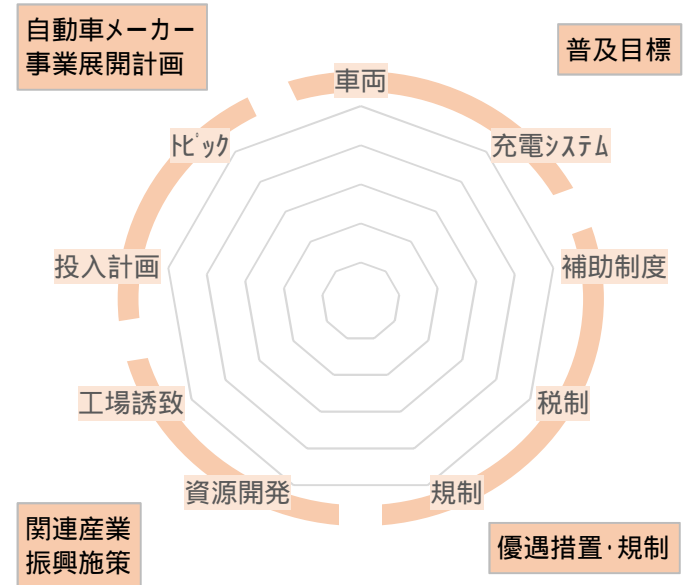 自動車メーカー
事業展開計画
普及目標
車両
ﾄﾋﾟｯｸ
充電ｼｽﾃﾑ
投入計画
補助制度
工場誘致
税制
資源開発
規制
関連産業
振興施策
優遇措置･規制